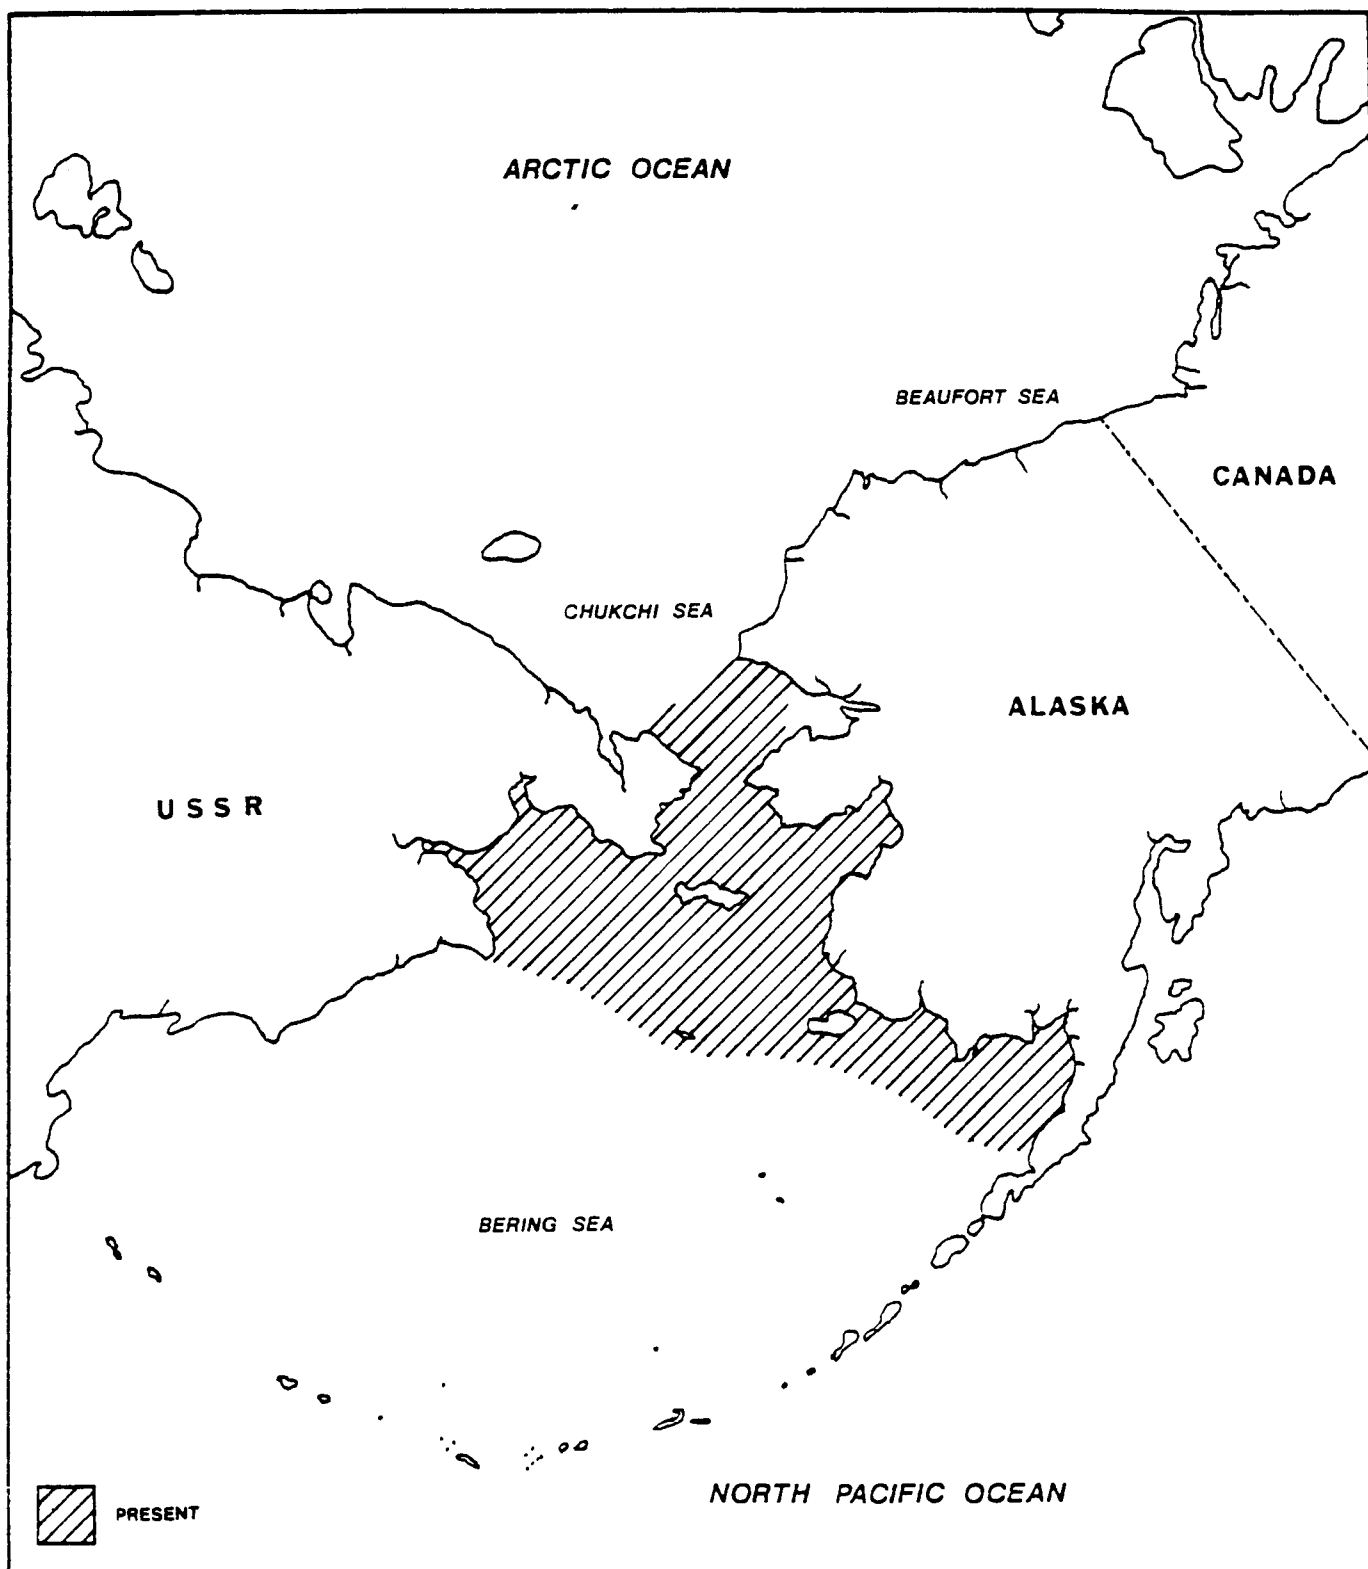 ARCTIC OCEAN
BEAUFORT SEA
CANADA
CHUKCHI SEA
ALASKA
USSR
BERING SEA
NORTH PACIFIC OCEAN
PRESENT